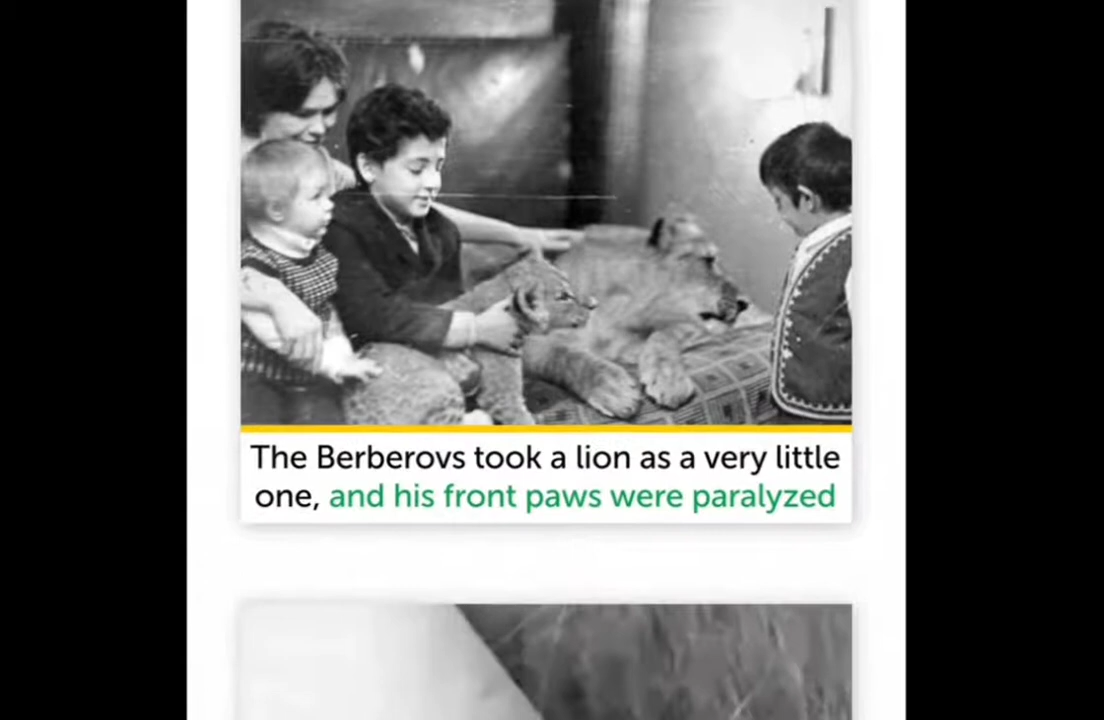 The Berberovs took a lion as a very little
one, and his front paws were paralyzed